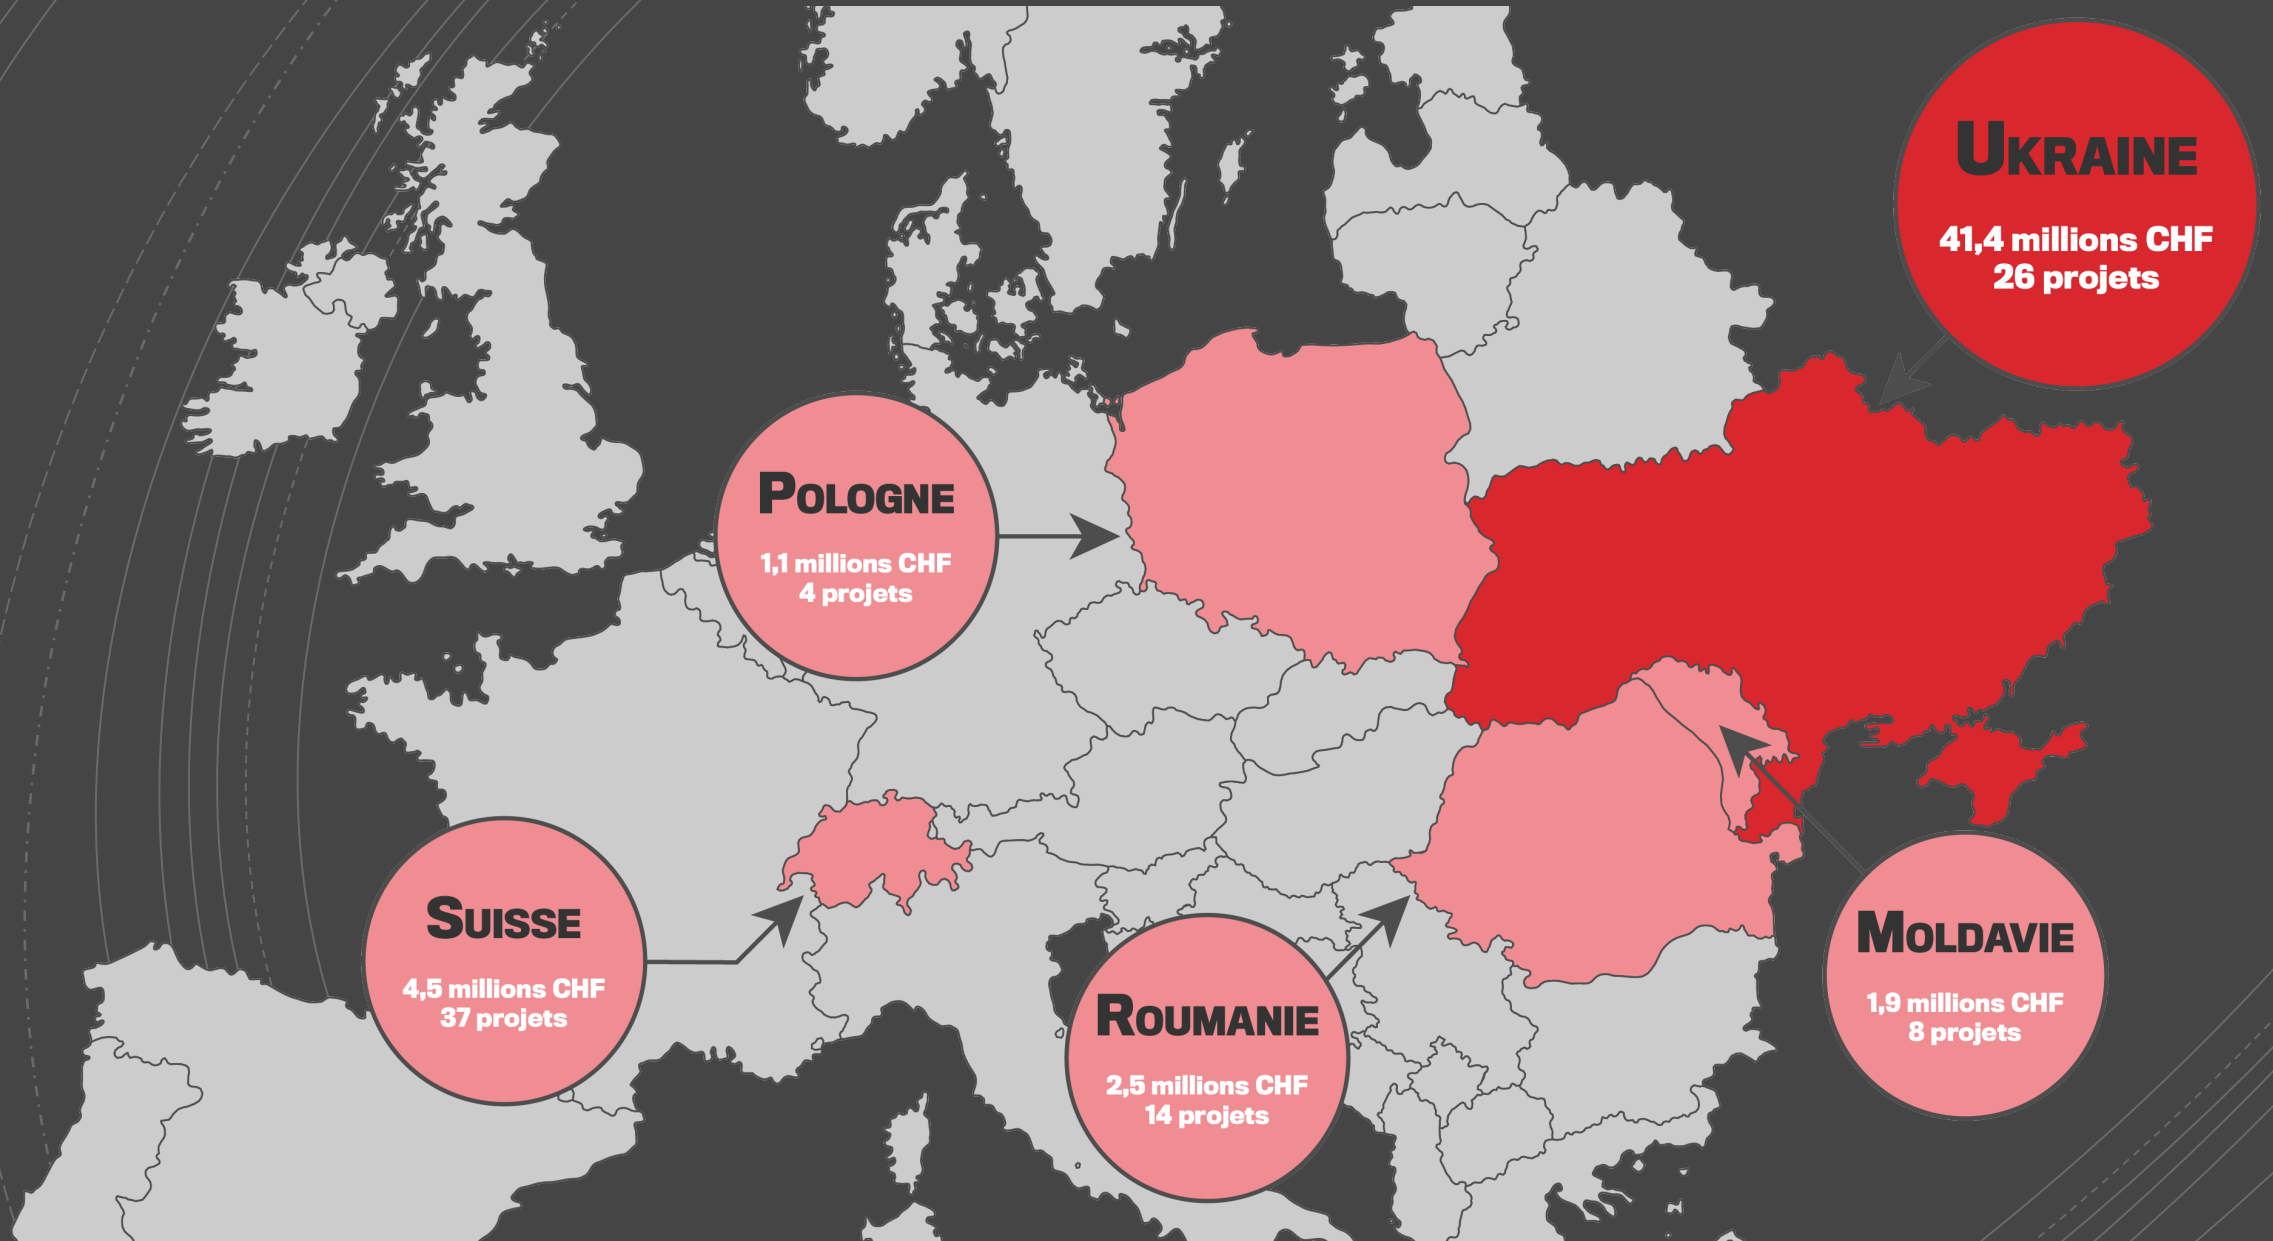 UKRAINE
41,4 millions CHF
26 projets
POLOGNE
1,1 millions CHF
4 projets
SUISSE
4,5 millions CHF
37 projets
ROUMANIE
2,5 millions CHF
14 projets
MOLDAVIE
1,9 millions CHF
8 projets